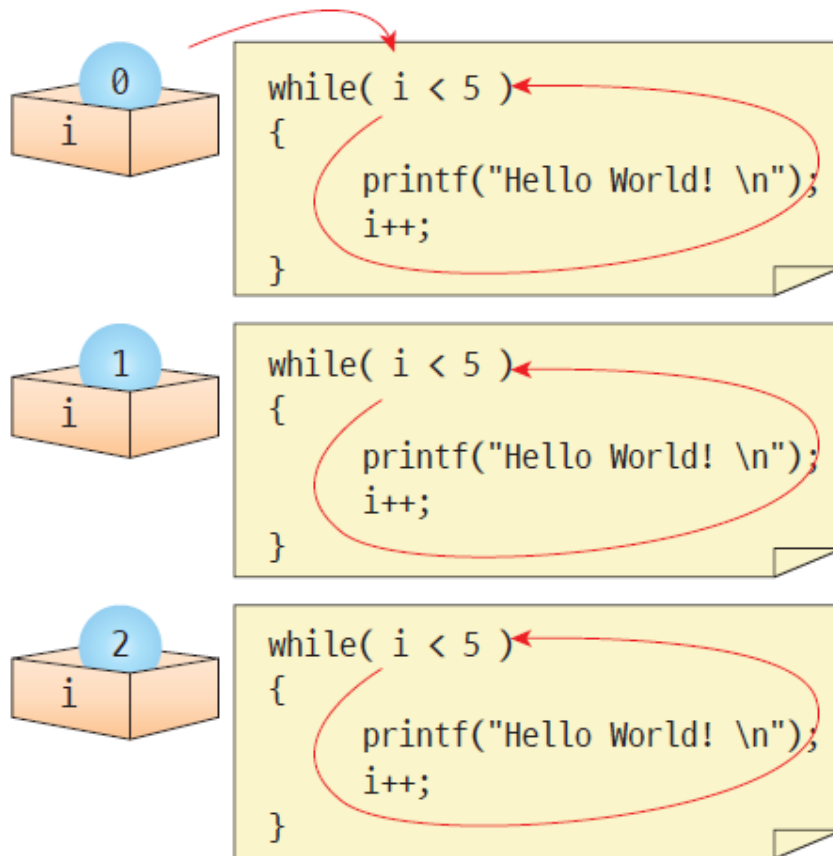 0
i
while( i < 5 )
{
printf("Hello World! \n");
i++;
}
1
i
while( i < 5 )
{
printf("Hello World! \n");
i++;
}
2
i
while( i < 5 )
{
printf("Hello World! \n");
i++;
}